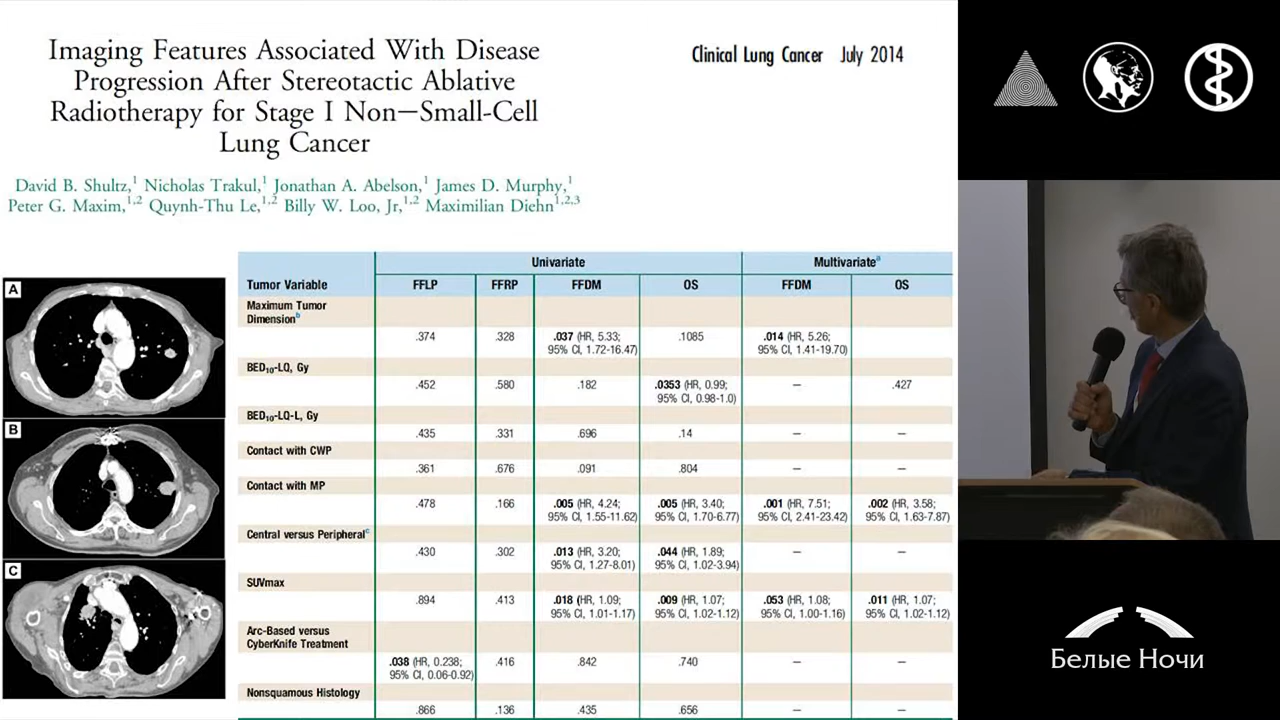 Imaging Features Associated With Disease
Progression After Stereotactic Ablative
Radiotherapy for Stage I Non—Small-Cell
Lung Cancer
Clinical Lung Cancer July 2014
David B. Shultz,1 Nicholas Trakul,1 Jonathan A. Abelson,1 James D. Murphy,1
Peter G. Maxim,1,2 Quynh-Thu Le,1,2 Billy W. Loo, Jr,1,2 Maximilian Diehn1,2,3
A
B
C
Univariate Multivariatea
Tumor Variable FFLP FFRP FFDM OS FFDM OS
Maximum Tumor
Dimensionb
.374 .328 .037 (HR, 5.33; .1085 .014 (HR, 5.26;
95% CI, 1.72-16.47) 95% CI, 1.41-19.70)
BED10-LQ, Gy
.452 .580 .182 .0353 (HR, 0.99; — .427
95% CI, 0.98-1.0)
BED10-LQ-L, Gy
.435 .331 .696 .14 — —
Contact with CWP
.361 .676 .091 .804 — —
Contact with MP
.478 .166 .005 (HR, 4.24; .005 (HR, 3.40; .001 (HR, 7.51; .002 (HR, 3.58;
95% CI, 1.55-11.62) 95% CI, 1.70-6.77) 95% CI, 2.41-23.42) 95% CI, 1.63-7.87)
Central versus Peripheralc
.430 .302 .013 (HR, 3.20; .044 (HR, 1.89; — —
95% CI, 1.27-8.01) 95% CI, 1.02-3.94)
SUVmax
.894 .413 .018 (HR, 1.09; .009 (HR, 1.07; .053 (HR, 1.08; .011 (HR, 1.07;
95% CI, 1.01-1.17) 95% CI, 1.02-1.12) 95% CI, 1.00-1.16) 95% CI, 1.02-1.12)
Arc-Based versus
CyberKnife Treatment
.038 (HR, 0.238; .416 .842 .740 — —
95% CI, 0.06-0.92)
Nonsquamous Histology
.866 .136 .435 .656 — —
Белые Ночи